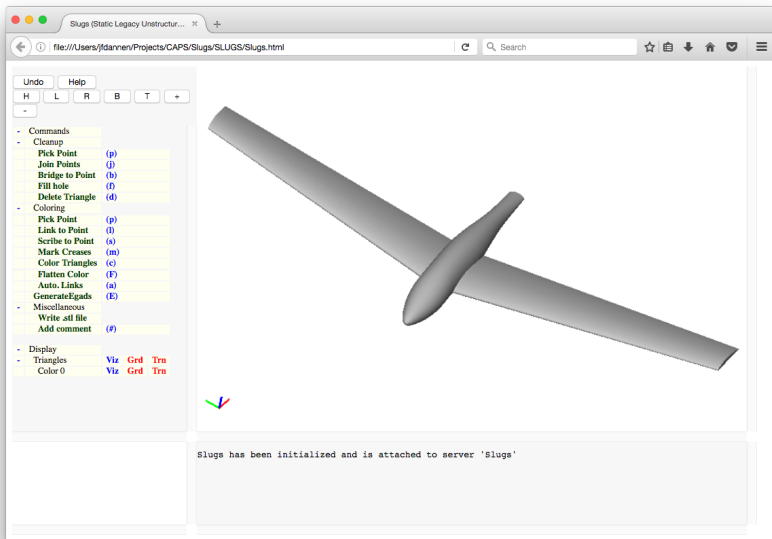 Slugs (Static Legacy Unstructur... × +
file:///Users/jfdannen/Projects/CAPS/Slugs/SLUGS/Slugs.html
Search
Undo Help
H L R B T +
-
- Commands
- Cleanup
Pick Point (p)
Join Points (j)
Bridge to Point (b)
Fill hole (f)
Delete Triangle (d)
- Coloring
Pick Point (p)
Link to Point (l)
Scribe to Point (s)
Mark Creases (m)
Color Triangles (c)
Flatten Color (F)
Auto. Links (a)
GenerateEgads (E)
- Miscellaneous
Write .stl file
Add comment (#)
- Display
- Triangles Viz Grd Trn
Color 0 Viz Grd Trn
Slugs has been initialized and is attached to server 'Slugs'